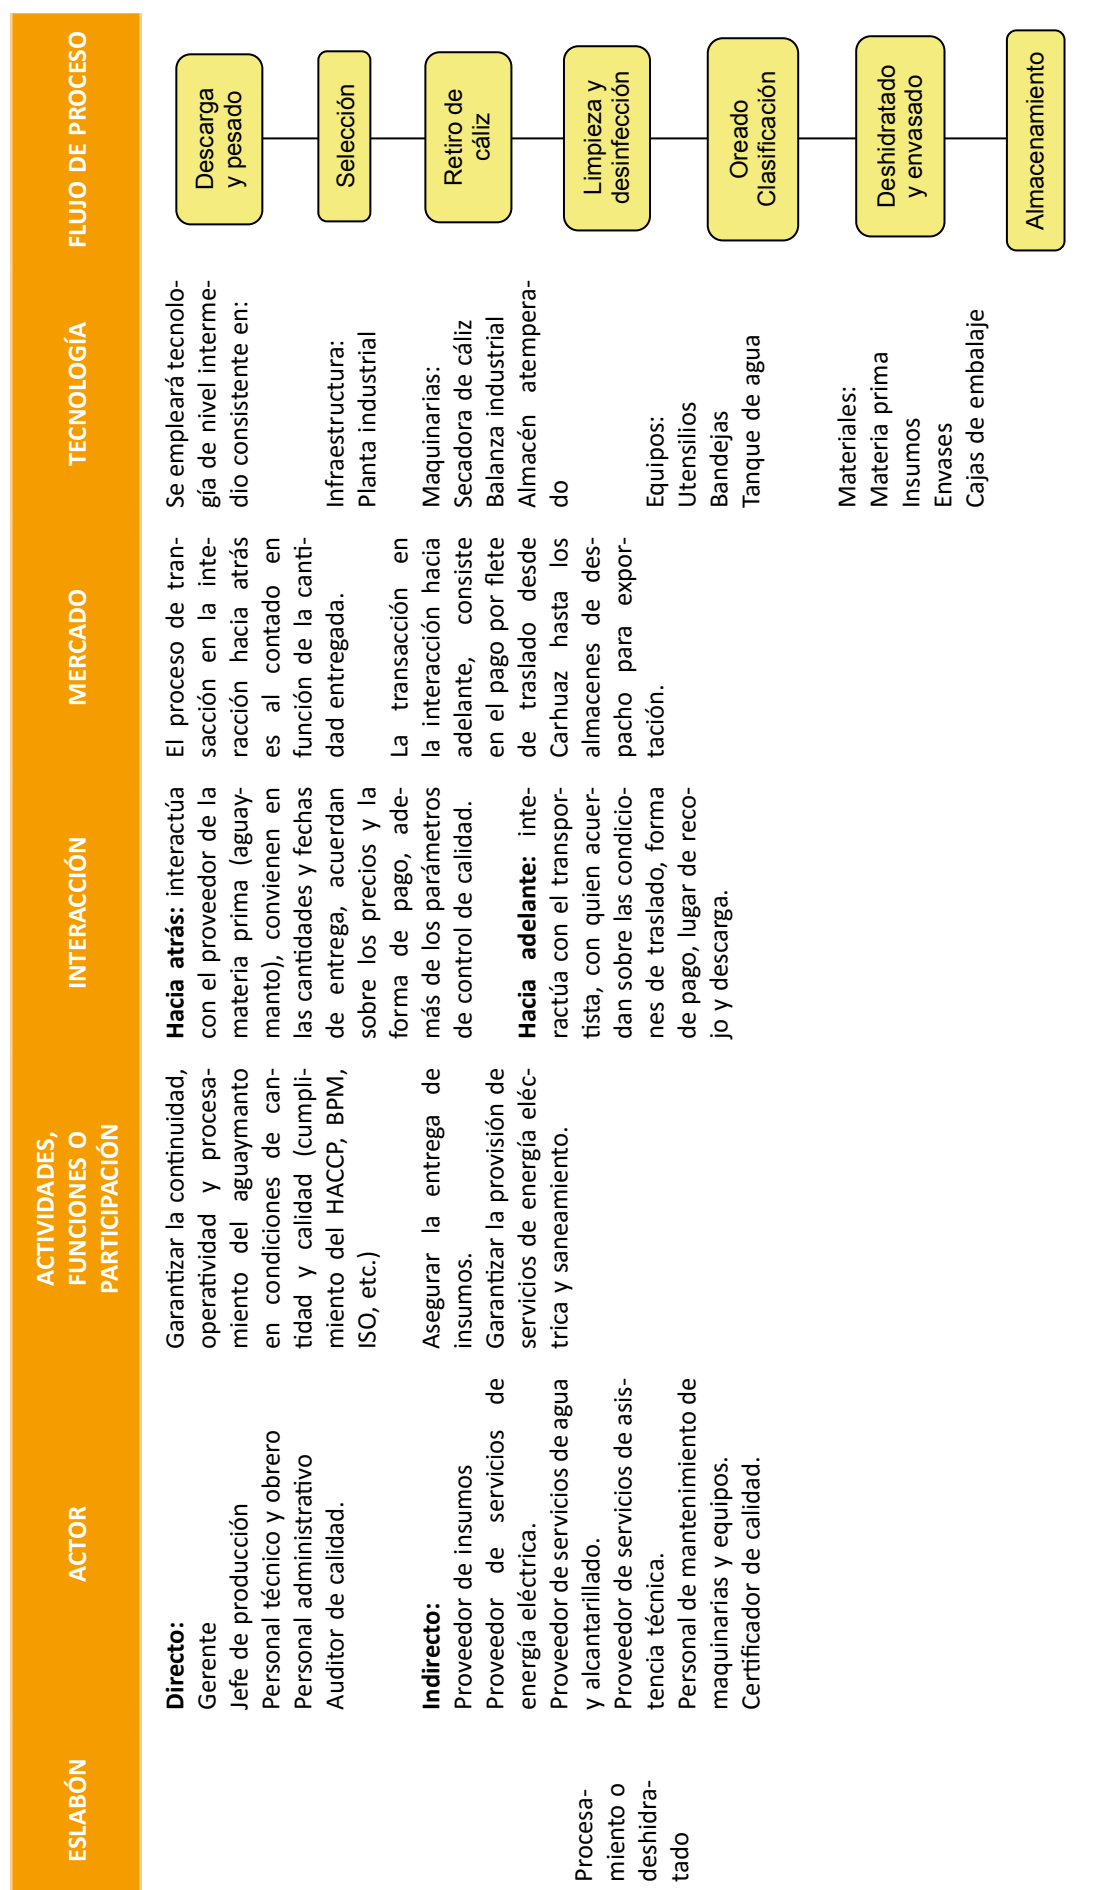 ESLABÓN
ACTOR
ACTIVIDADES,
FUNCIONES O
PARTICIPACIÓN
INTERACCIÓN
MERCADO
TECNOLOGÍA
FLUJO DE PROCESO
Procesa-
miento o
deshidra-
tado
Directo:
Gerente
Jefe de producción
Personal técnico y obrero
Personal administrativo
Auditor de calidad.
Indirecto:
Proveedor de insumos
Proveedor de servicios de
energía eléctrica.
Proveedor de servicios de agua
y alcantarillado.
Proveedor de servicios de asis-
tencia técnica.
Personal de mantenimiento de
maquinarias y equipos.
Certificador de calidad.
Garantizar la continuidad,
operatividad y procesa-
miento del aguaymanto
en condiciones de can-
tidad y calidad (cumpli-
miento del HACCP, BPM,
ISO, etc.)
Asegurar la entrega de
insumos.
Garantizar la provisión de
servicios de energía eléc-
trica y saneamiento.
Hacia atrás: interactúa
con el proveedor de la
materia prima (aguay-
manto), convienen en
las cantidades y fechas
de entrega, acuerdan
sobre los precios y la
forma de pago, ade-
más de los parámetros
de control de calidad.
Hacia adelante: inte-
ractúa con el transpor-
tista, con quien acuer-
dan sobre las condicio-
nes de traslado, forma
de pago, lugar de reco-
jo y descarga.
El proceso de tran-
sacción en la inte-
racción hacia atrás
es al contado en
función de la canti-
dad entregada.
La transacción en
la interacción hacia
adelante, consiste
en el pago por flete
de traslado desde
Carhuaz hasta los
almacenes de des-
pacho para expor-
tación.
Se empleará tecnolo-
gía de nivel interme-
dio consistente en:
Infraestructura:
Planta industrial
Maquinarias:
Secadora de cáliz
Balanza industrial
Almacén atempera-
do
Equipos:
Utensilios
Bandejas
Tanque de agua
Materiales:
Materia prima
Insumos
Envases
Cajas de embalaje
Descarga
y pesado
Selección
Retiro de
cáliz
Limpieza y
desinfección
Oreado
Clasificación
Deshidratado
y envasado
Almacenamiento